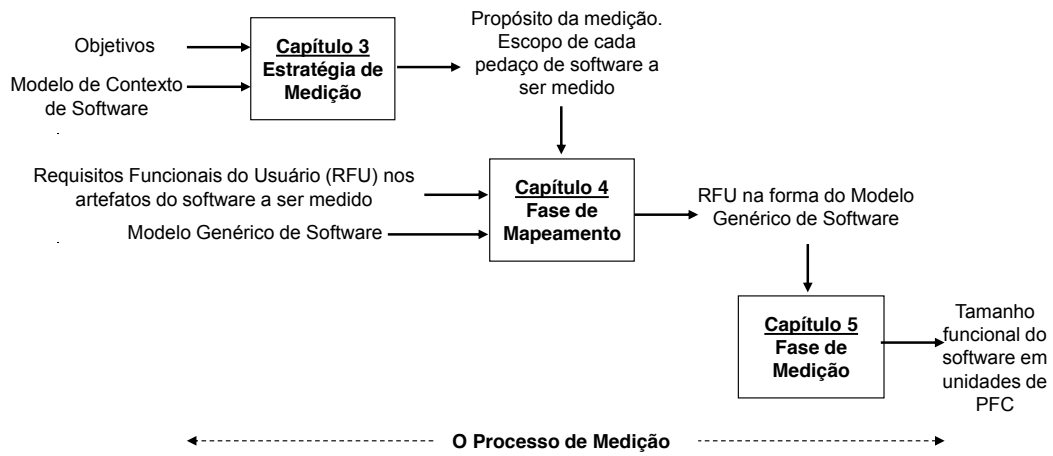 Objetivos
Modelo de Contexto
de Software
Capítulo 3
Estratégia de
Medição
Propósito da medição.
Escopo de cada
pedaço de software a
ser medido
Requisitos Funcionais do Usuário (RFU) nos
artefatos do software a ser medido
Modelo Genérico de Software
Capítulo 4
Fase de
Mapeamento
RFU na forma do Modelo
Genérico de Software
Capítulo 5
Fase de
Medição
Tamanho
funcional do
software em
unidades de
PFC
O Processo de Medição